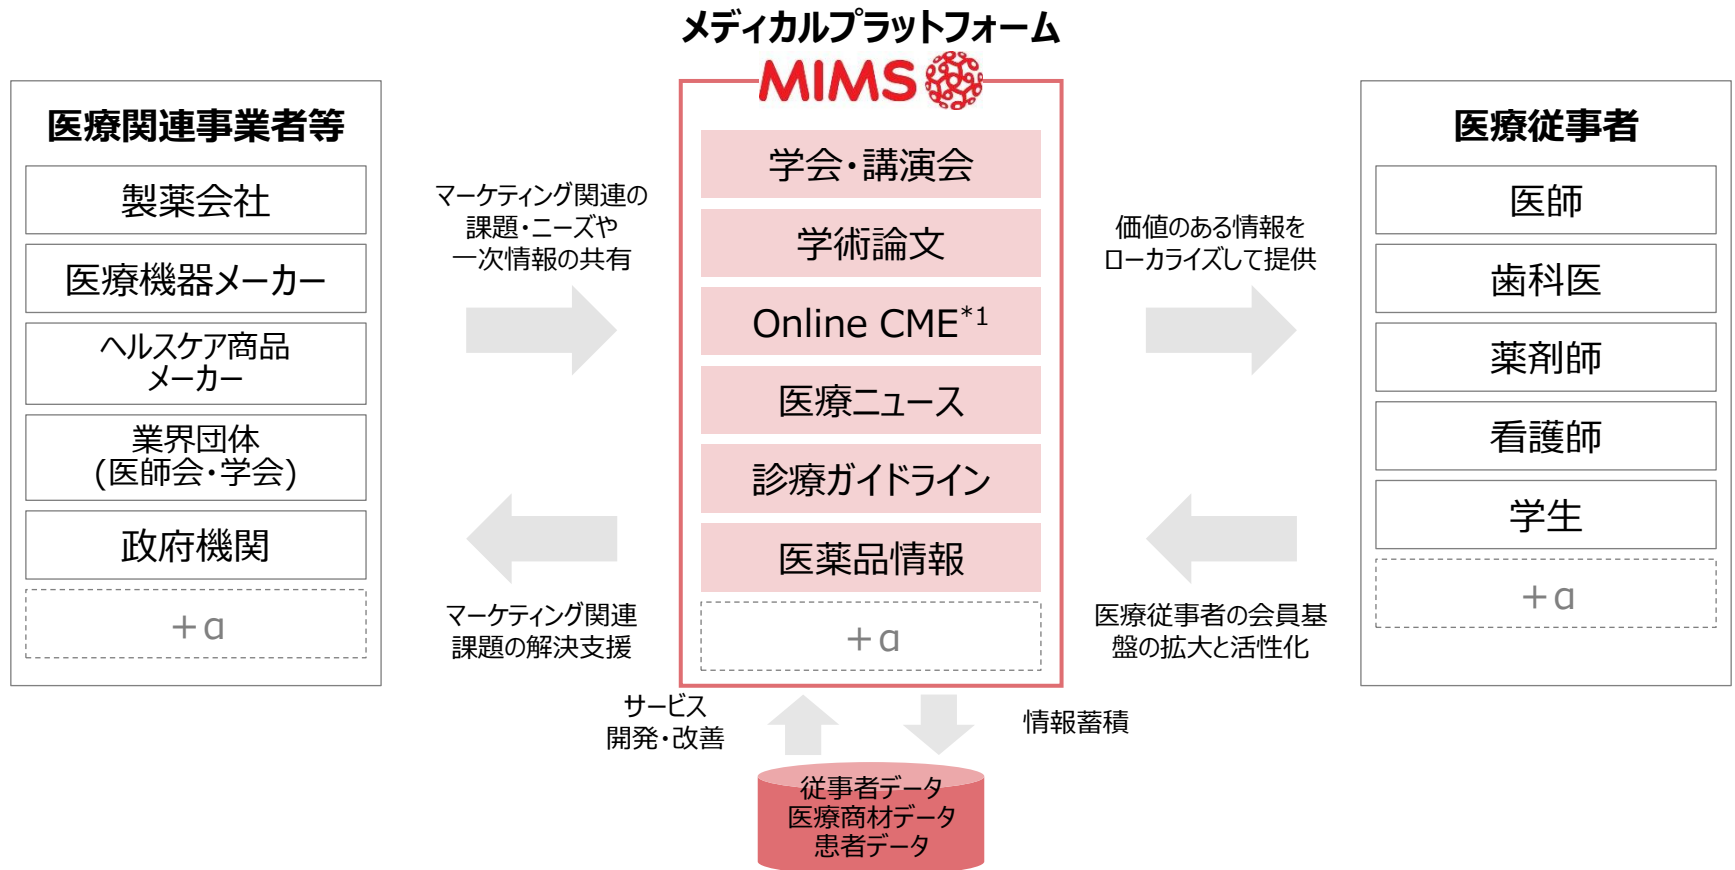 メディカルプラットフォーム
MIMS
医療関連事業者等
製薬会社
医療機器メーカー
ヘルスケア商品
メーカー
業界団体
(医師会・学会)
政府機関
+α
マーケティング関連の
課題・ニーズや
一次情報の共有
マーケティング関連
課題の解決支援
学会・講演会
学術論文
Online CME*1
医療ニュース
診療ガイドライン
医薬品情報
+α
価値のある情報を
ローカライズして提供
医療従事者の会員基
盤の拡大と活性化
医療従事者
医師
歯科医
薬剤師
看護師
学生
+α
サービス
開発・改善
情報蓄積
従事者データ
医療商材データ
患者データ